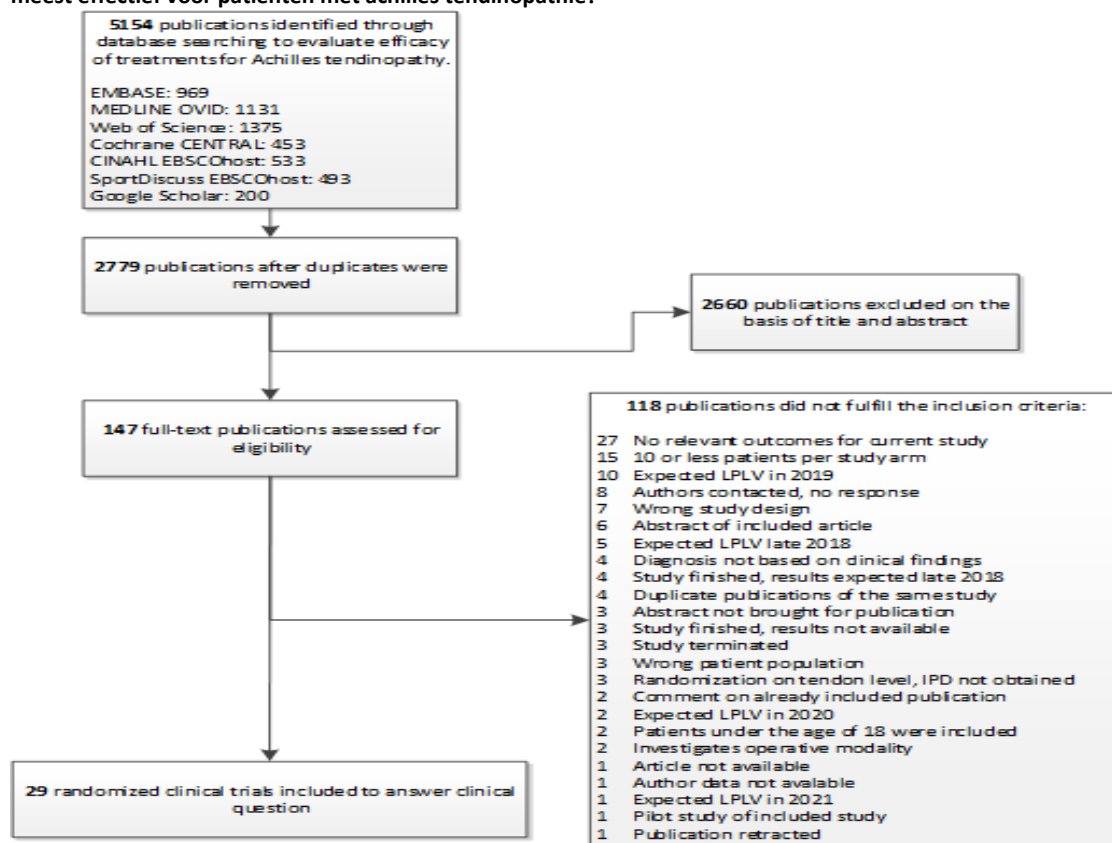 meest effectief voor patiënten met achilles tendinopathie?
5154 publications identified through
database searching to evaluate efficacy
of treatments for Achilles tendinopathy.
EMBASE: 969
MEDLINE OVID: 1131
Web of Science: 1375
Cochrane CENTRAL: 453
CINAHL EBSCOhost: 533
SportDiscuss EBSCOhost: 493
Google Scholar: 200
2779 publications after duplicates were
removed
2660 publications excluded on the
basis of title and abstract
147 full-text publications assessed for
eligibility
118 publications did not fulfill the inclusion criteria:
27 No relevant outcomes for current study
15 10 or less patients per study arm
10 Expected LPLV in 2019
8 Authors contacted, no response
7 Wrong study design
6 Abstract of included article
5 Expected LPLV late 2018
4 Diagnosis not based on clinical findings
4 Study finished, results expected late 2018
4 Duplicate publications of the same study
3 Abstract not brought for publication
3 Study finished, results not available
3 Study terminated
3 Wrong patient population
3 Randomization on tendon level, IPD not obtained
2 Comment on already included publication
2 Expected LPLV in 2020
2 Patients under the age of 18 were included
2 Investigates operative modality
1 Article not available
1 Author data not avalable
1 Expected LPLV in 2021
1 Pilot study of included study
1 Publication retracted
29 randomized clinical trials included to answer clinical
question